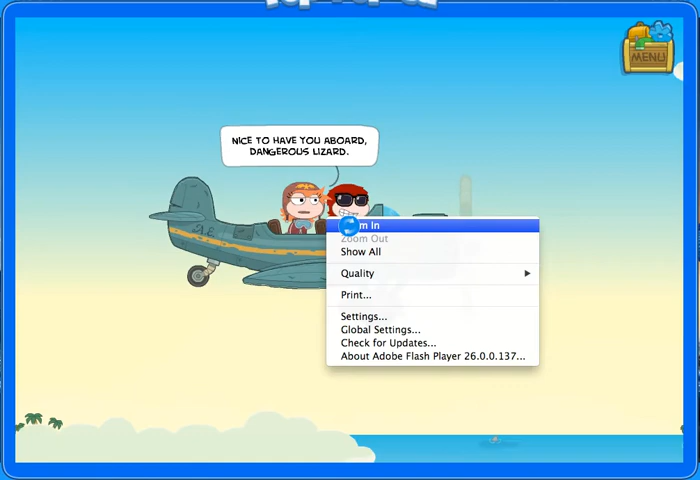 MENU
NICE TO HAVE YOU ABOARD,
DANGEROUS LIZARD.
In
Zoom Out
Show All
Quality
Print...
Settings...
Global Settings...
Check for Updates...
About Adobe Flash Player 26.0.0.137...